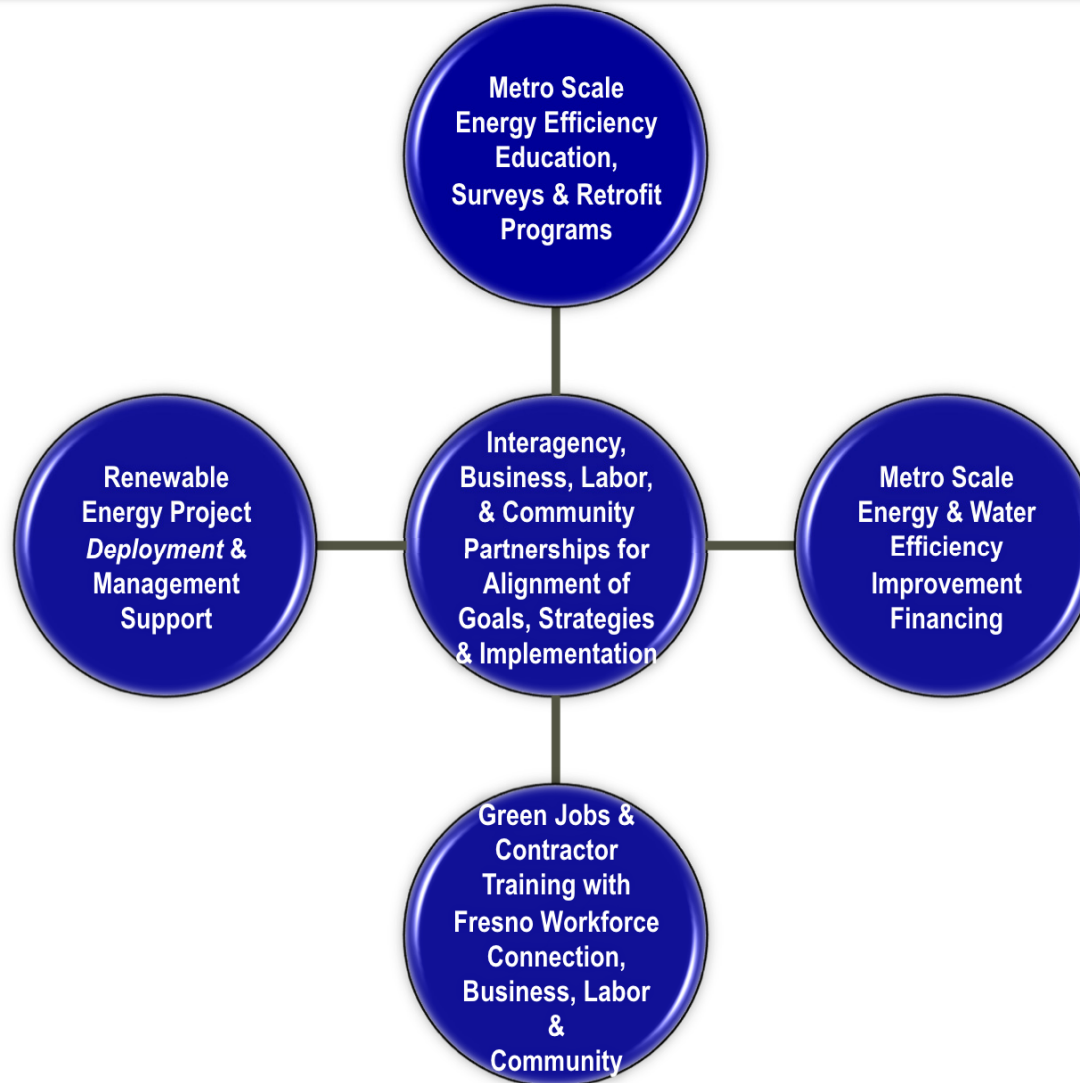 Metro Scale
Energy Efficiency
Education,
Surveys & Retrofit
Programs
Renewable
Energy Project
Deployment &
Management
Support
Interagency,
Business, Labor,
& Community
Partnerships for
Alignment of
Goals, Strategies
& Implementation
Metro Scale
Energy & Water
Efficiency
Improvement
Financing
Green Jobs &
Contractor
Training with
Fresno Workforce
Connection,
Business, Labor
&
Community